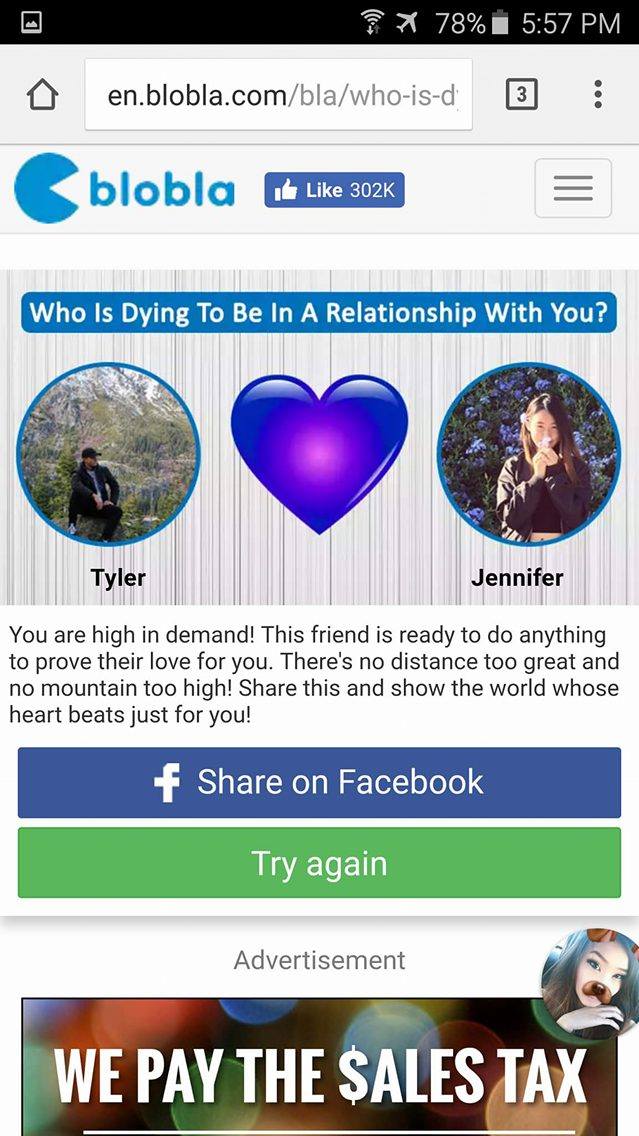 78% 5:57 PM
en.blobla.com/bla/who-is-d
3
blobla
Like 302K
Who Is Dying To Be In A Relationship With You?
Tyler
Jennifer
You are high in demand! This friend is ready to do anything
to prove their love for you. There's no distance too great and
no mountain too high! Share this and show the world whose
heart beats just for you!
f Share on Facebook
Try again
Advertisement
WE PAY THE $ALES TAX